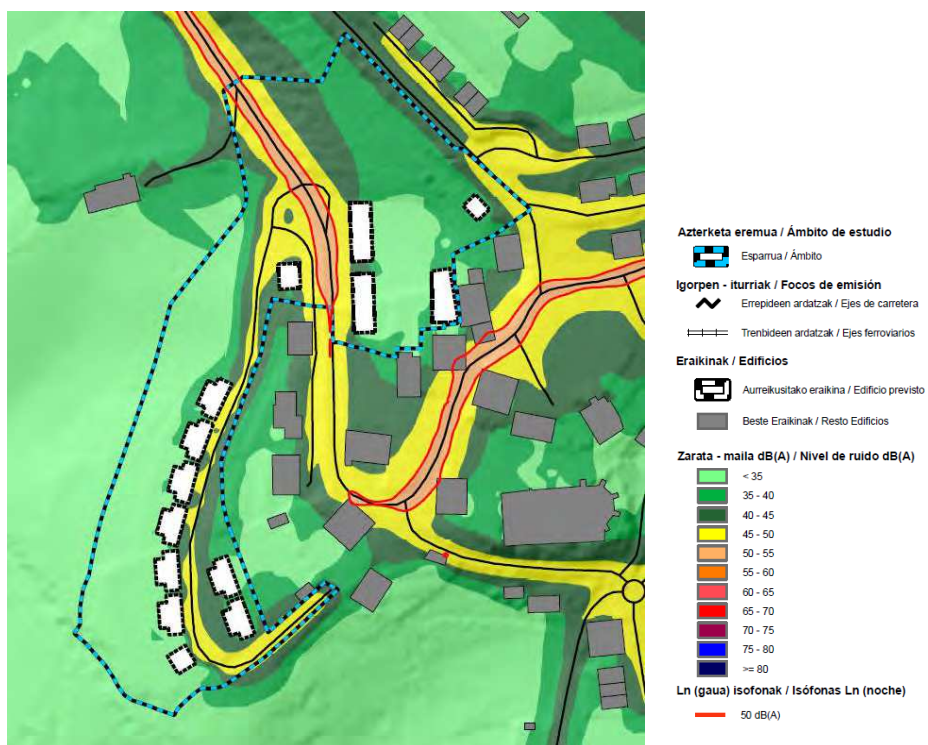 Azterketa eremua / Ámbito de estudio
Esparrua / Ámbito
Igorpen - iturriak / Focos de emisión
Errepideen ardatzak / Ejes de carretera
Trenbideen ardatzak / Ejes ferroviarios
Eraikinak / Edificios
Aurreikusitako eraikina / Edificio previsto
Beste Eraikinak / Resto Edificios
Zarata - maila dB(A) / Nivel de ruido dB(A)
< 35
35 - 40
40 - 45
45 - 50
50 - 55
55 - 60
60 - 65
65 - 70
70 - 75
75 - 80
>= 80
Ln (gaua) isofonak / Isófonas Ln (noche)
50 dB(A)